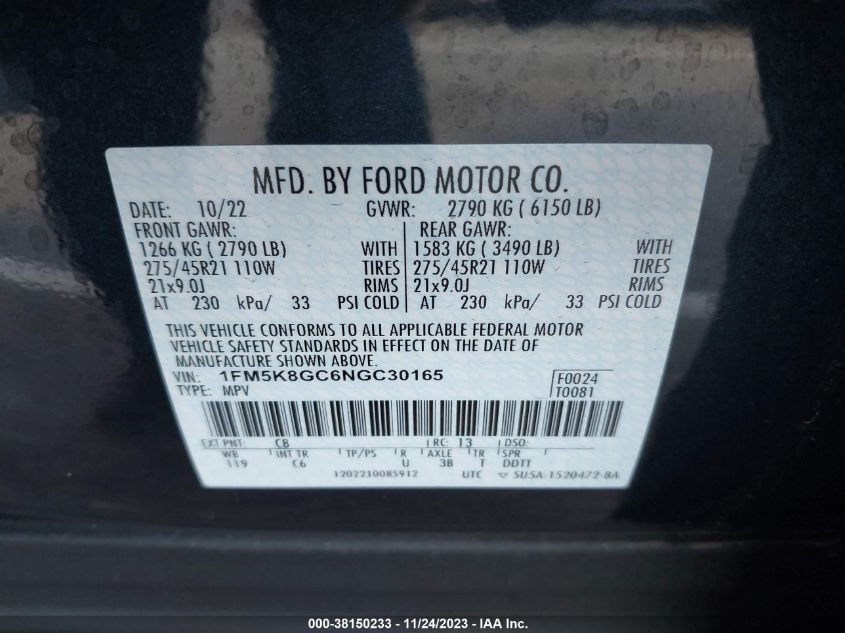 MFD. BY FORD MOTOR CO.
DATE: 10/22 GVWR: 2790 KG ( 6150 LB)
FRONT GAWR: REAR GAWR:
1266 KG ( 2790 LB) WITH 1583 KG ( 3490 LB) WITH
275/45R21 110W TIRES 275/45R21 110W TIRES
21x9.0J RIMS 21x9.0J RIMS
AT 230 kPa/ 33 PSI COLD AT 230 kPa/ 33 PSI COLD
THIS VEHICLE CONFORMS TO ALL APPLICABLE FEDERAL MOTOR
VEHICLE SAFETY STANDARDS IN EFFECT ON THE DATE OF
MANUFACTURE SHOWN ABOVE.
VIN: 1FM5K8GC6NGC30165 F0024
TYPE: MPV T0081
EXT PNT: CB RC: 13 DSO:
WB INT TR TP/PS R AXLE TR SPR
119 C6 U 3B T DDTT
1202210085912 UTC ▽ 5U5A-1520472-BA
000-38150233 - 11/24/2023 - IAA Inc.